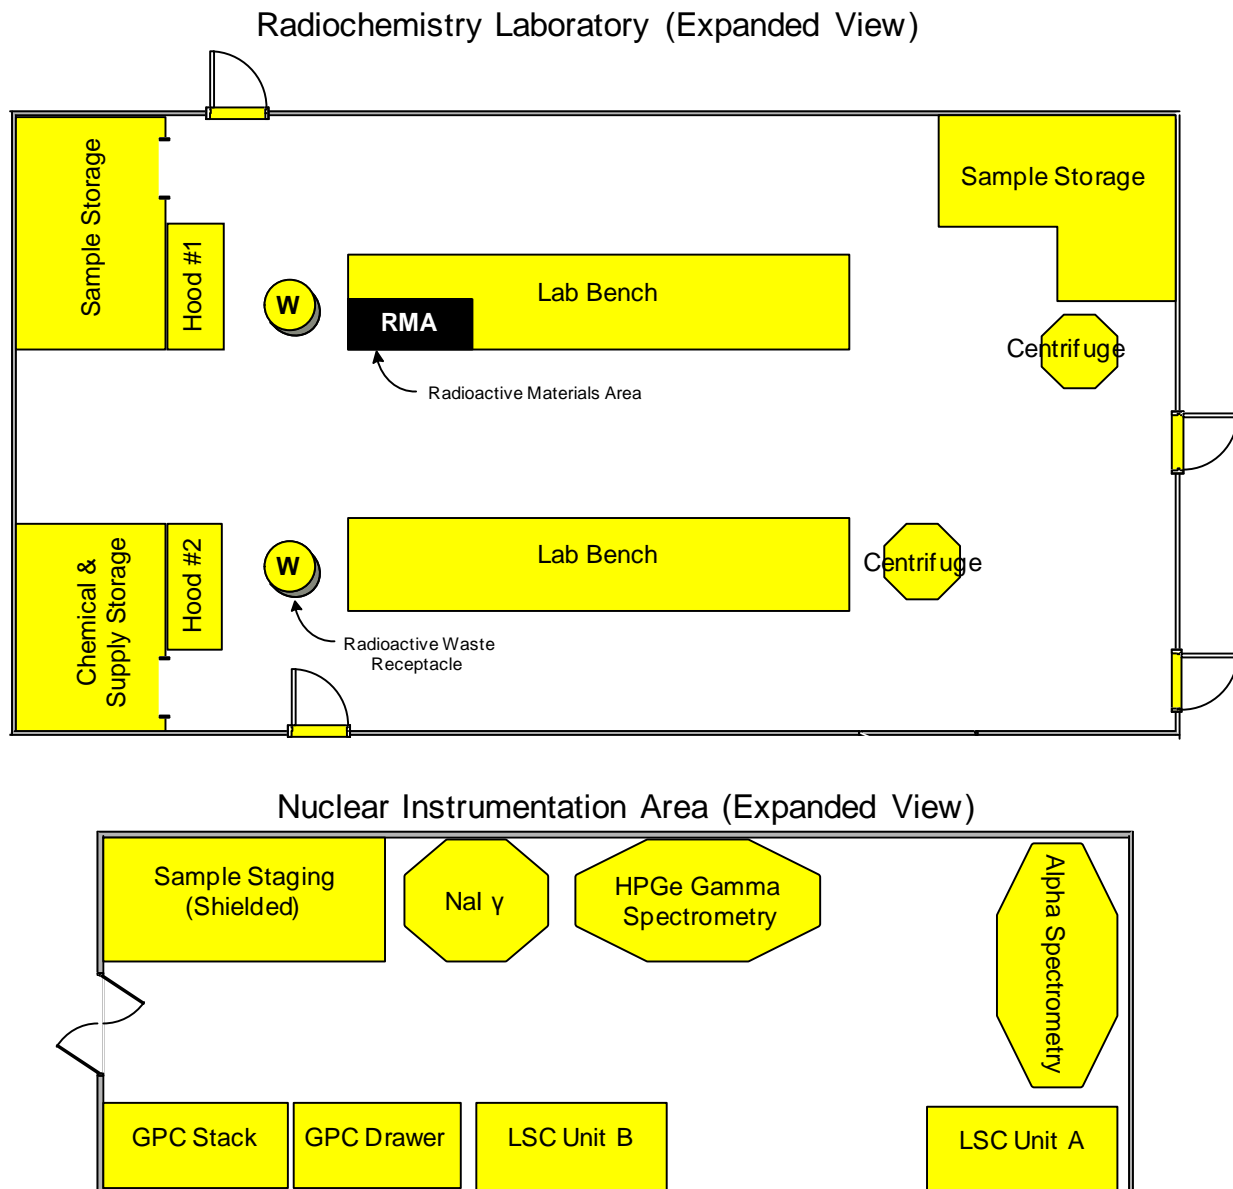 Radiochemistry Laboratory (Expanded View)
Sample Storage
Hood #1
W
Lab Bench
RMA
Radioactive Materials Area
Sample Storage
Centrifuge
Chemical &
Supply Storage
Hood #2
W
Radioactive Waste
Receptacle
Lab Bench
Centrifuge
Nuclear Instrumentation Area (Expanded View)
Sample Staging
(Shielded)
NaI γ
HPGe Gamma
Spectrometry
Alpha Spectrometry
GPC Stack
GPC Drawer
LSC Unit B
LSC Unit A